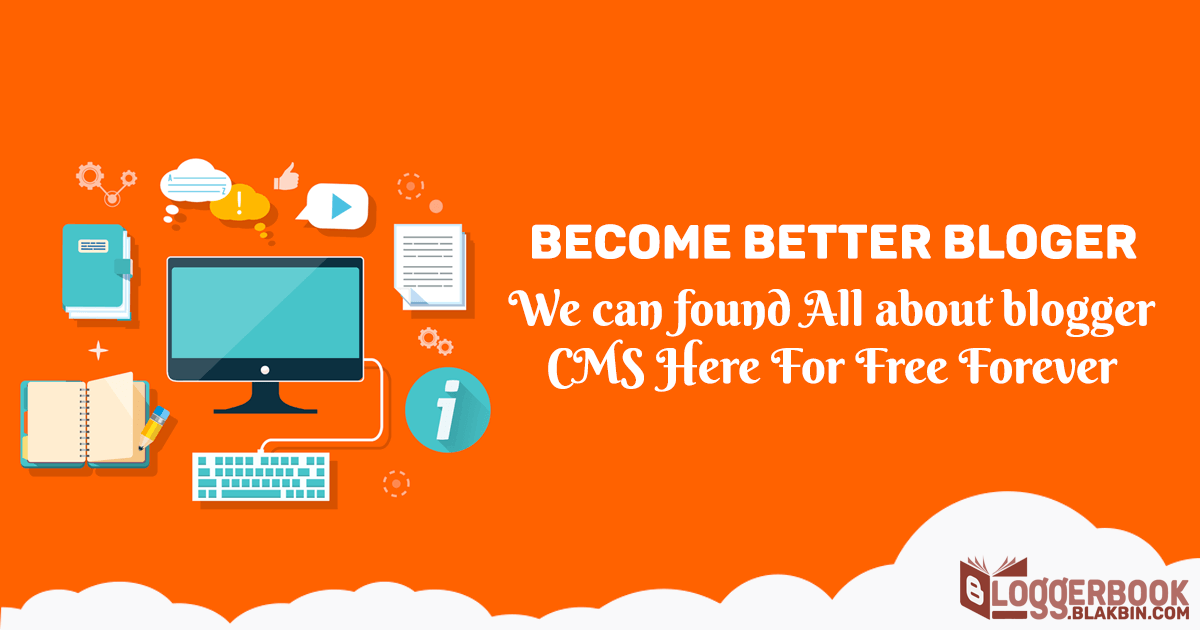 A
Z
!
BECOME BETTER BLOGER
We can found All about blogger
CMS Here For Free Forever
i
BLOGGERBOOK
.BLAKBIN.COM